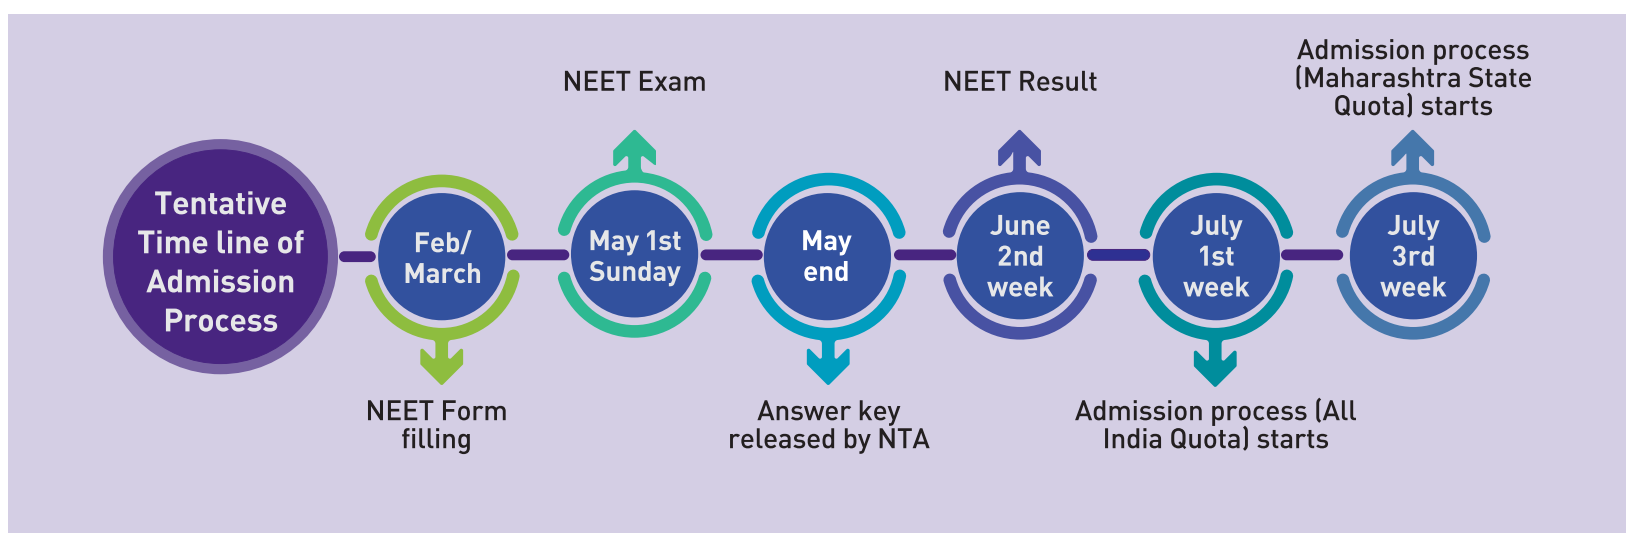 Tentative
Time line of
Admission
Process
Feb/
March
NEET Form
filling
NEET Exam
May 1st
Sunday
May
end
Answer key
released by NTA
NEET Result
June
2nd
week
July
1st
week
Admission process (All
India Quota) starts
Admission process
(Maharashtra State
Quota) starts
July
3rd
week